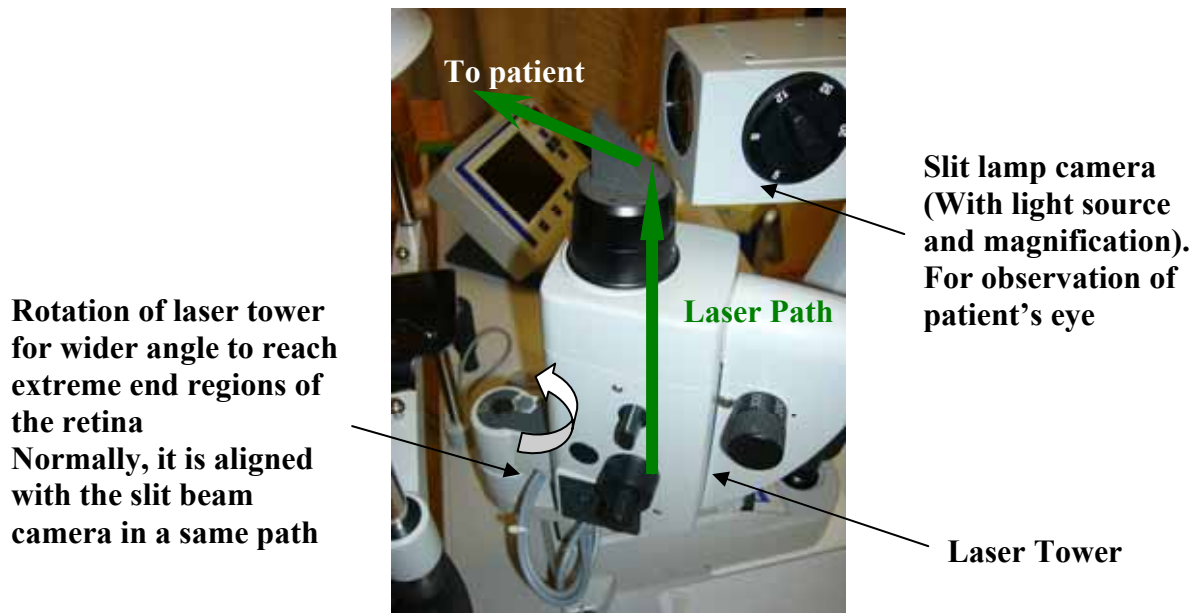 To patient
Slit lamp camera
(With light source
and magnification).
For observation of
patient’s eye
Laser Path
Rotation of laser tower
for wider angle to reach
extreme end regions of
the retina
Normally, it is aligned
with the slit beam
camera in a same path
Laser Tower